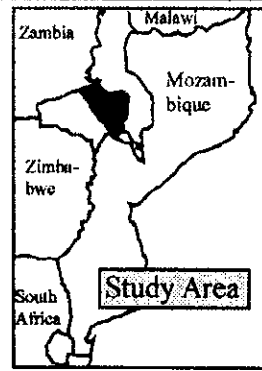 Malawi
Zambia
Mozam-
bique
Zimba-
bwe
Study Area
South
Africa